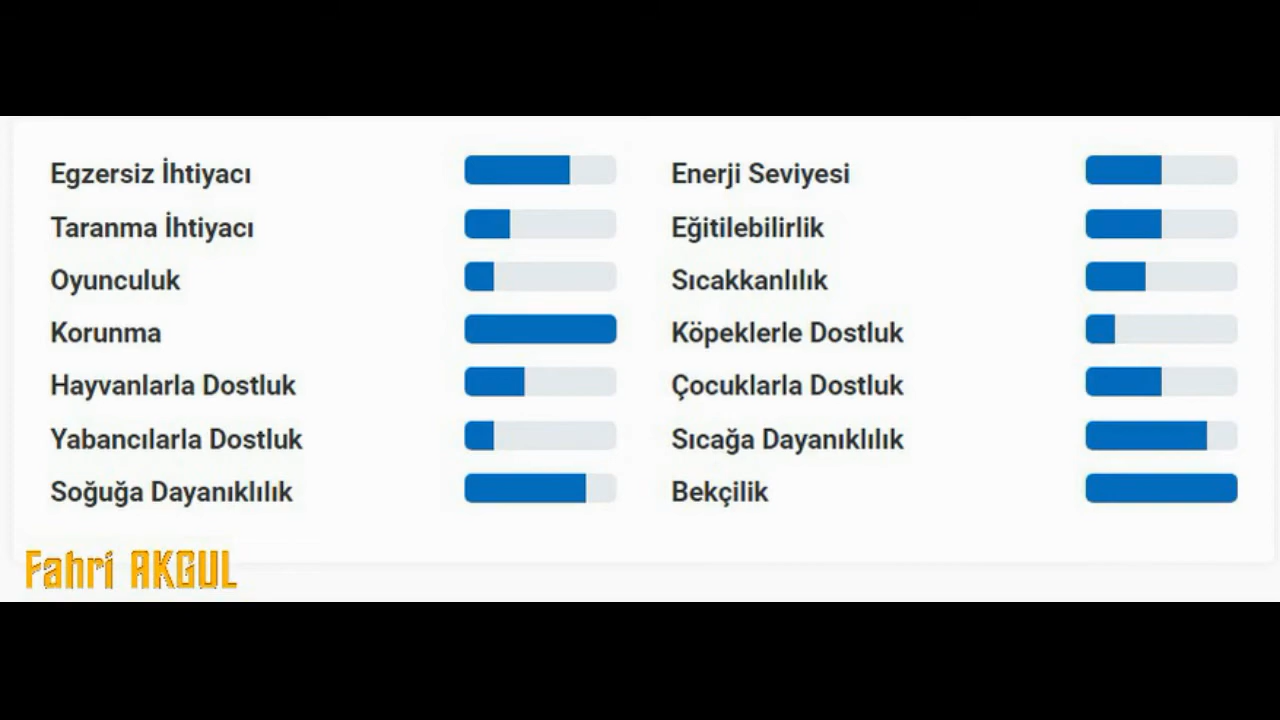 Egzersiz İhtiyacı
Enerji Seviyesi
Taranma İhtiyacı
Eğitilebilirlik
Oyunculuk
Sıcakkanlılık
Korunma
Köpeklerle Dostluk
Hayvanlarla Dostluk
Çocuklarla Dostluk
Yabancılarla Dostluk
Sıcağa Dayanıklılık
Soğuğa Dayanıklılık
Bekçilik
Fahri AKGUL